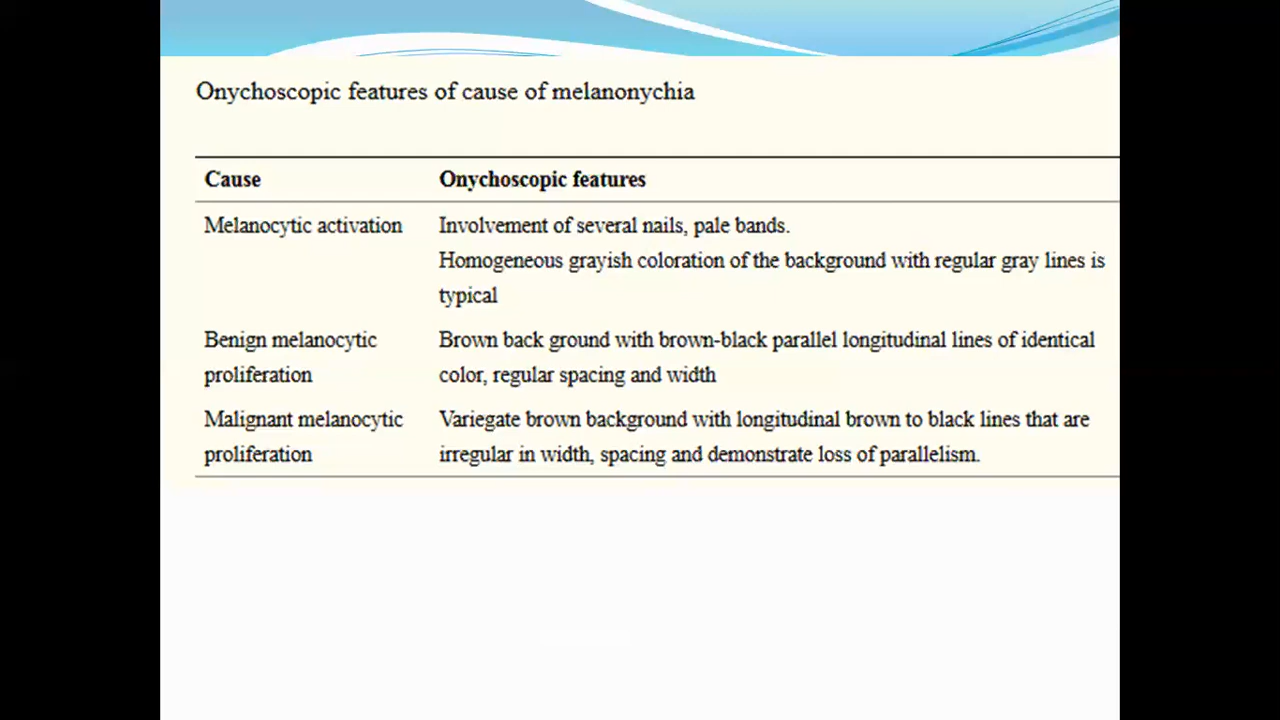 Onychoscopic features of cause of melanonychia
Cause Onychoscopic features
Melanocytic activation Involvement of several nails, pale bands.
Homogeneous grayish coloration of the background with regular gray lines is
typical
Benign melanocytic Brown back ground with brown-black parallel longitudinal lines of identical
proliferation color, regular spacing and width
Malignant melanocytic Variegate brown background with longitudinal brown to black lines that are
proliferation irregular in width, spacing and demonstrate loss of parallelism.